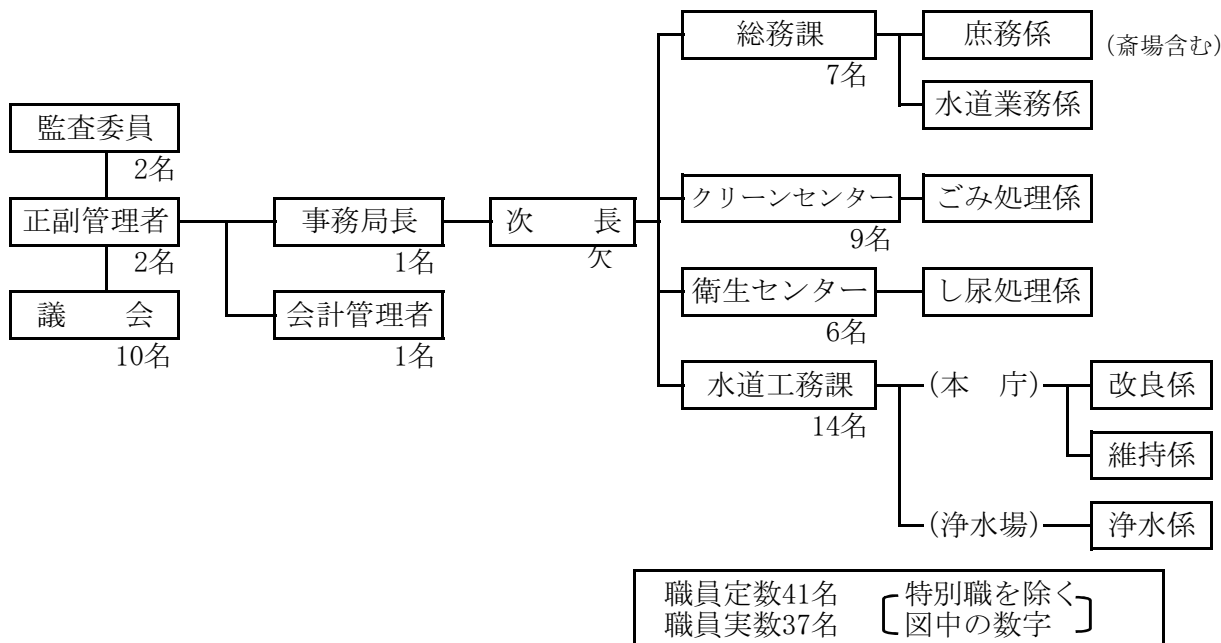 総務課
7名
庶務係
(斎場含む)
水道業務係
監査委員
2名
正副管理者
2名
議　会
10名
事務局長
1名
会計管理者
1名
次　長
欠
クリーンセンター
9名
ごみ処理係
衛生センター
6名
し尿処理係
水道工務課
14名
(本　庁)
改良係
維持係
(浄水場)
浄水係
職員定数41名　特別職を除く
職員実数37名　図中の数字